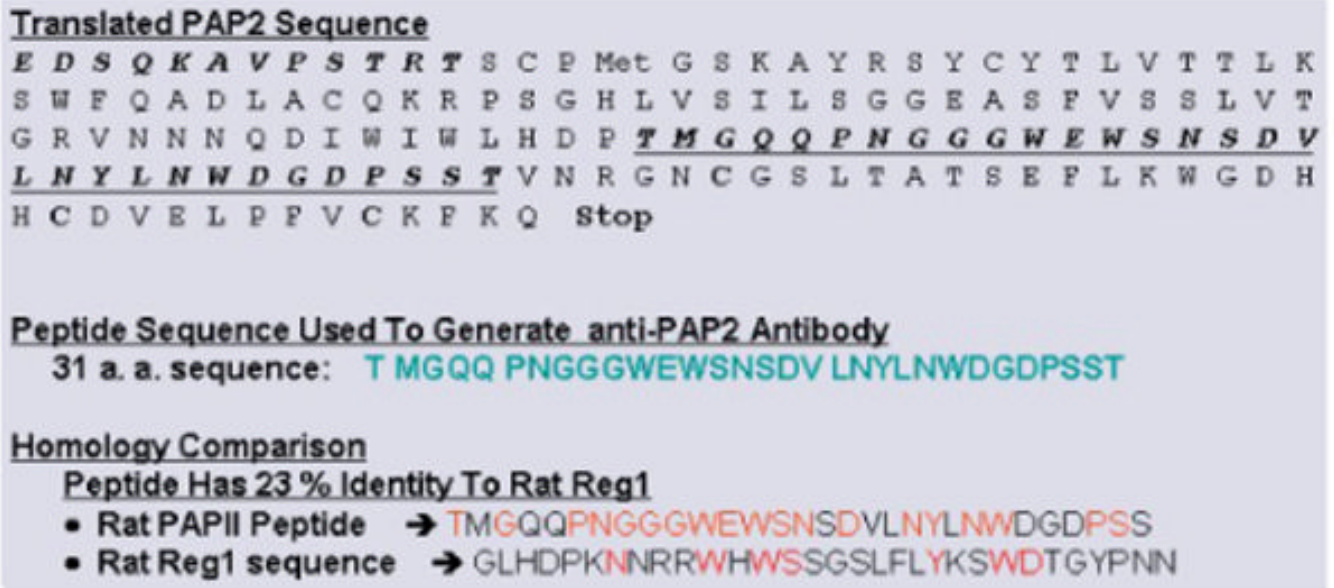 Translated PAP2 Sequence
E D S Q K A V P S T R T S C P Met G S K A Y R S Y C Y T L V T T L K
S W F Q A D L A C Q K R P S G H L V S I L S G G E A S F V S S L V T
G R V N N N Q D I W I W L H D P T M G Q Q P N G G G W E W S N S D V
L N Y L N W D G D P S S T V N R G N C G S L T A T S E F L K W G D H
H C D V E L P F V C K F K Q Stop
Peptide Sequence Used To Generate anti-PAP2 Antibody
31 a. a. sequence: T MGQQ PNGGGWEWSNSDV LNYLNWDGDPSST
Homology Comparison
Peptide Has 23 % Identity To Rat Reg1
• Rat PAPII Peptide ➔ TMGQQPNGGGWEWSNSDVLNYLNWDGDPSS
• Rat Reg1 sequence ➔ GLHDPKNNRRWHWSSGSLFLYKSWDTGYPNN